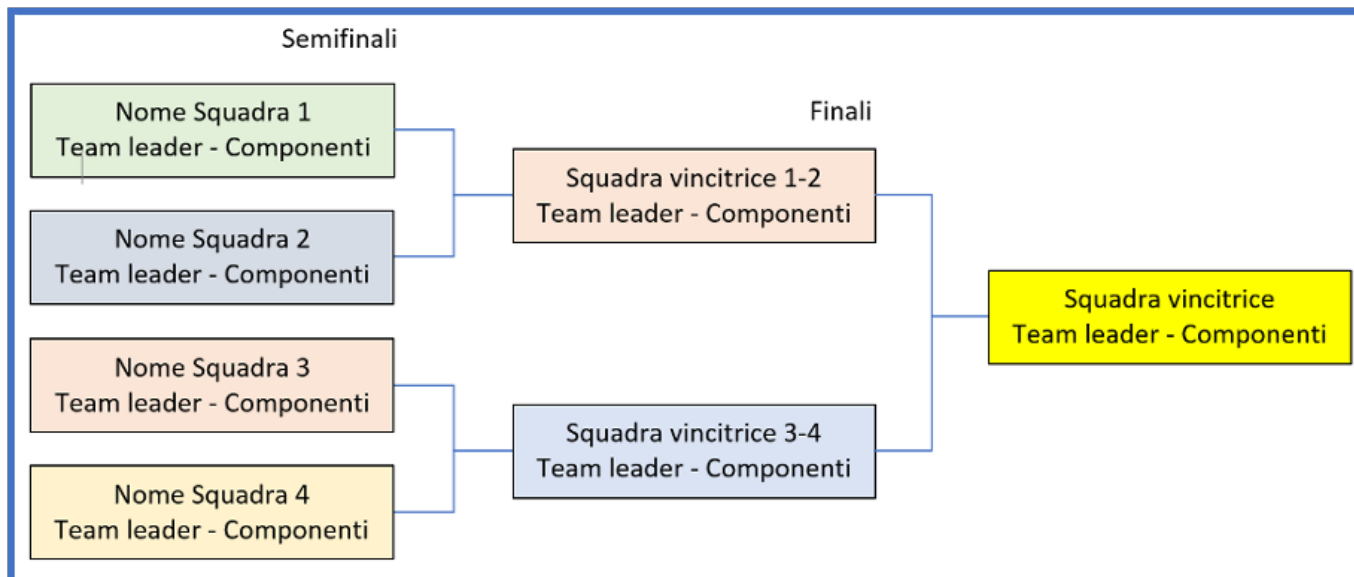 Semifinali
Nome Squadra 1
Team leader - Componenti
Nome Squadra 2
Team leader - Componenti
Nome Squadra 3
Team leader - Componenti
Nome Squadra 4
Team leader - Componenti
Finali
Squadra vincitrice 1-2
Team leader - Componenti
Squadra vincitrice 3-4
Team leader - Componenti
Squadra vincitrice
Team leader - Componenti